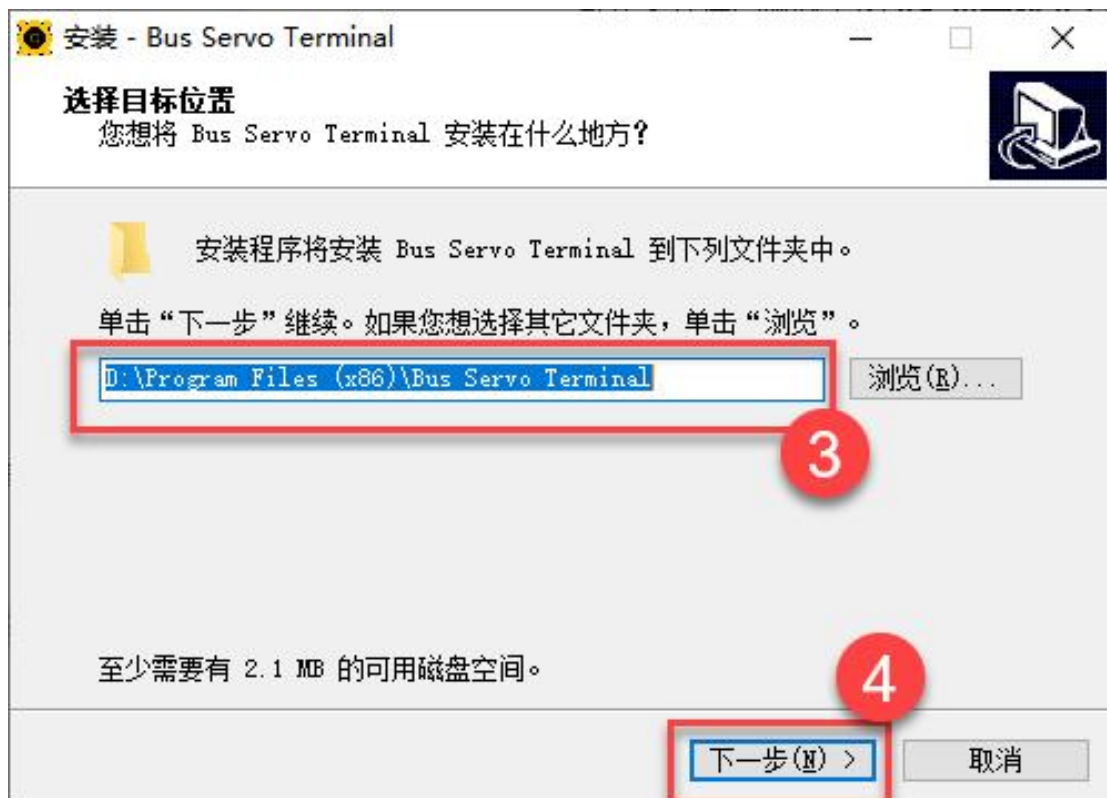 安装 - Bus Servo Terminal
选择目标位置
您想将 Bus Servo Terminal 安装在什么地方?
安装程序将安装 Bus Servo Terminal 到下列文件夹中。
单击“下一步”继续。如果您想选择其它文件夹，单击“浏览”。
D:\Program Files (x86)\Bus Servo Terminal
浏览(R)...
3
至少需要有 2.1 MB 的可用磁盘空间。
4
下一步(N) >
取消